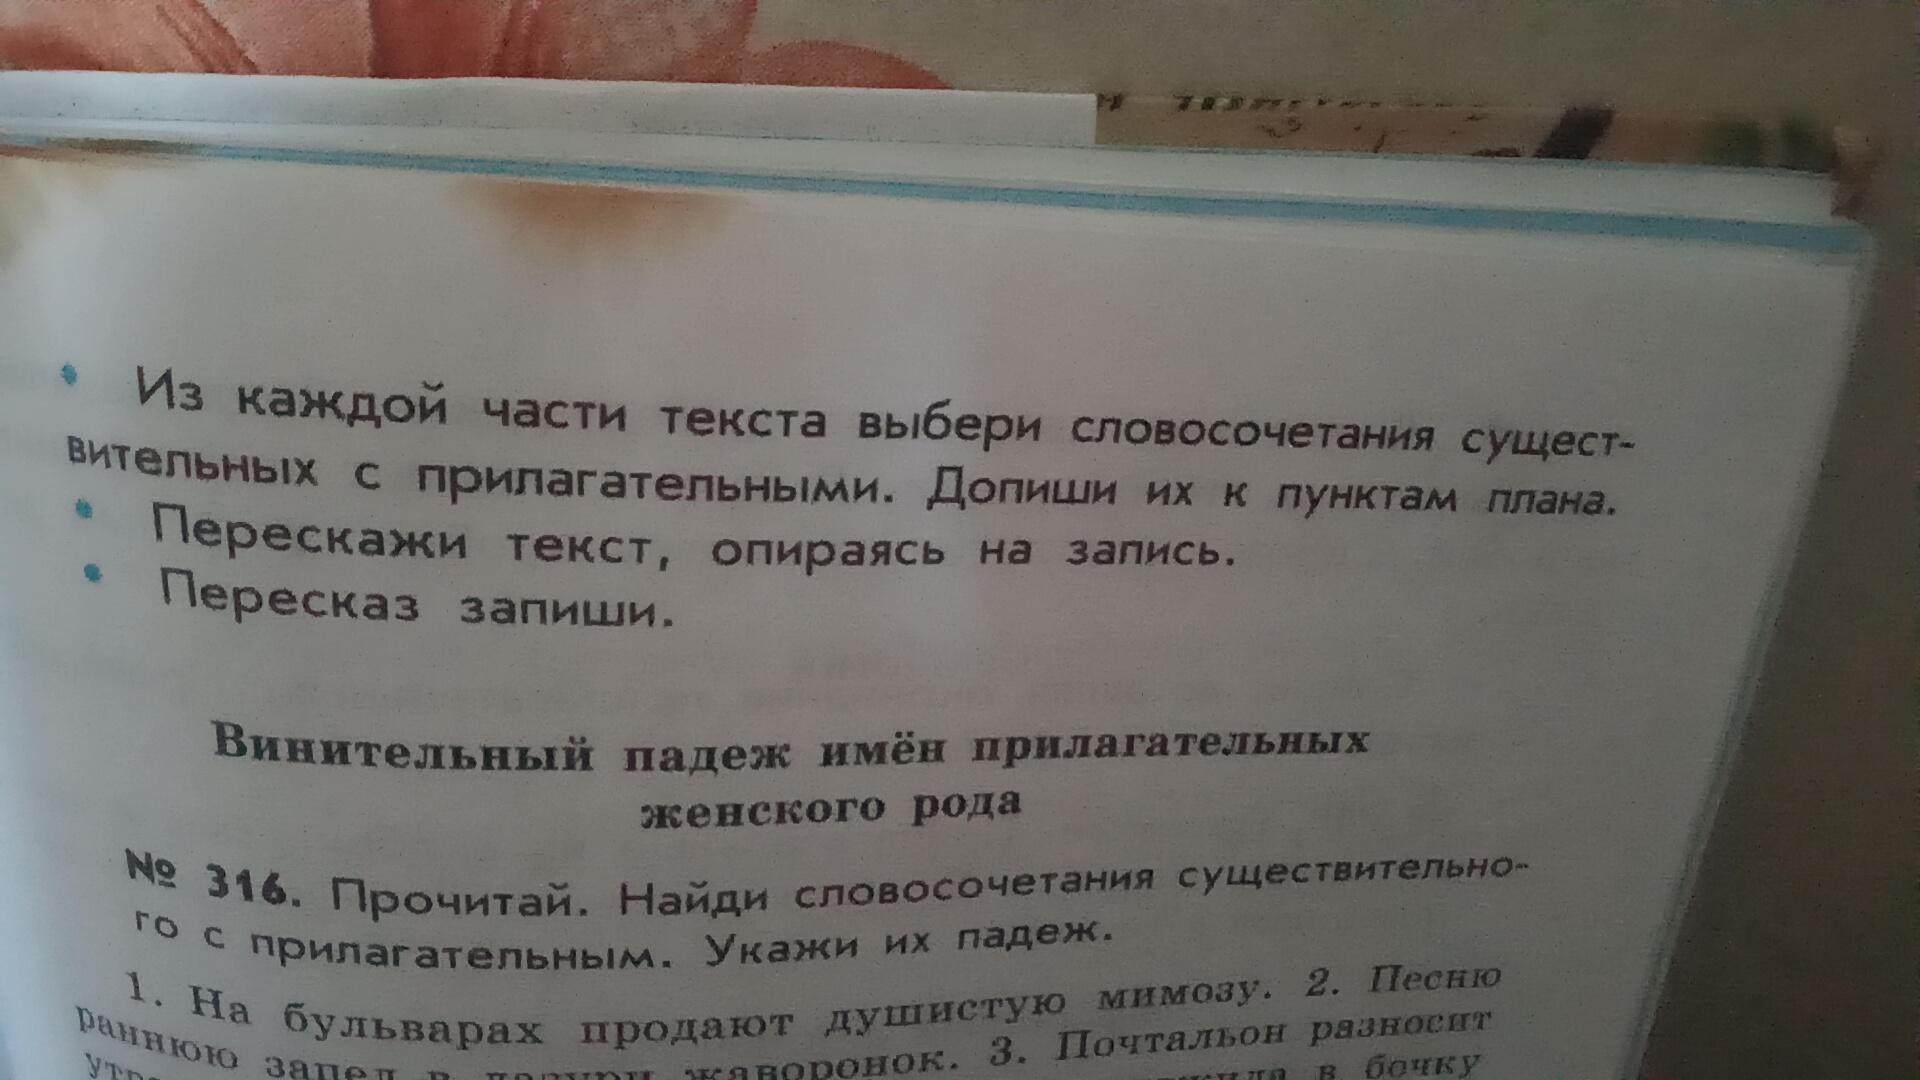 • Из каждой части текста выбери словосочетания сущест-
вительных с прилагательными. Допиши их к пунктам плана.
• Перескажи текст, опираясь на запись.
• Пересказ запиши.
Винительный падеж имён прилагательных
женского рода
№ 316. Прочитай. Найди словосочетания существительно-
го с прилагательным. Укажи их падеж.
1. На бульварах продают душистую мимозу. 2. Песню
раннюю запел в лазури жаворонок. 3. Почтальон разносит
в бочку